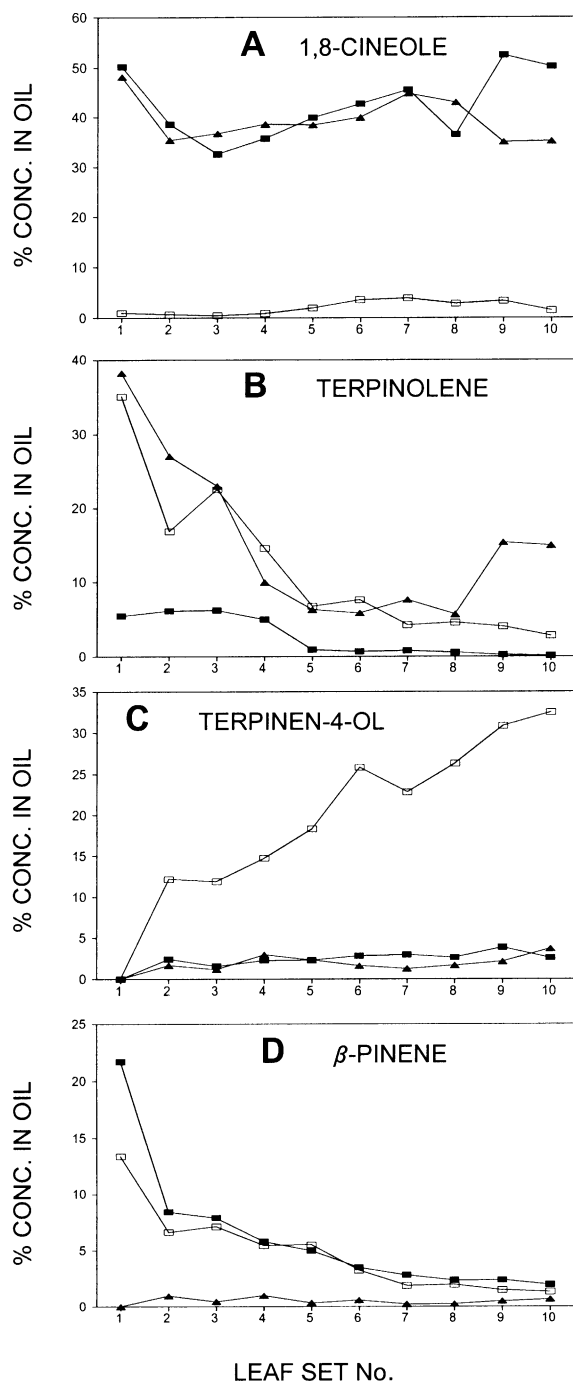 A 1,8-CINEOLE
% CONC. IN OIL
60
50
40
30
20
10
0
1 2 3 4 5 6 7 8 9 10
B TERPINOLENE
% CONC. IN OIL
40
30
20
10
0
1 2 3 4 5 6 7 8 9 10
C TERPINEN-4-OL
% CONC. IN OIL
35
30
25
20
15
10
5
0
1 2 3 4 5 6 7 8 9 10
D β-PINENE
% CONC. IN OIL
25
20
15
10
5
0
1 2 3 4 5 6 7 8 9 10
LEAF SET No.